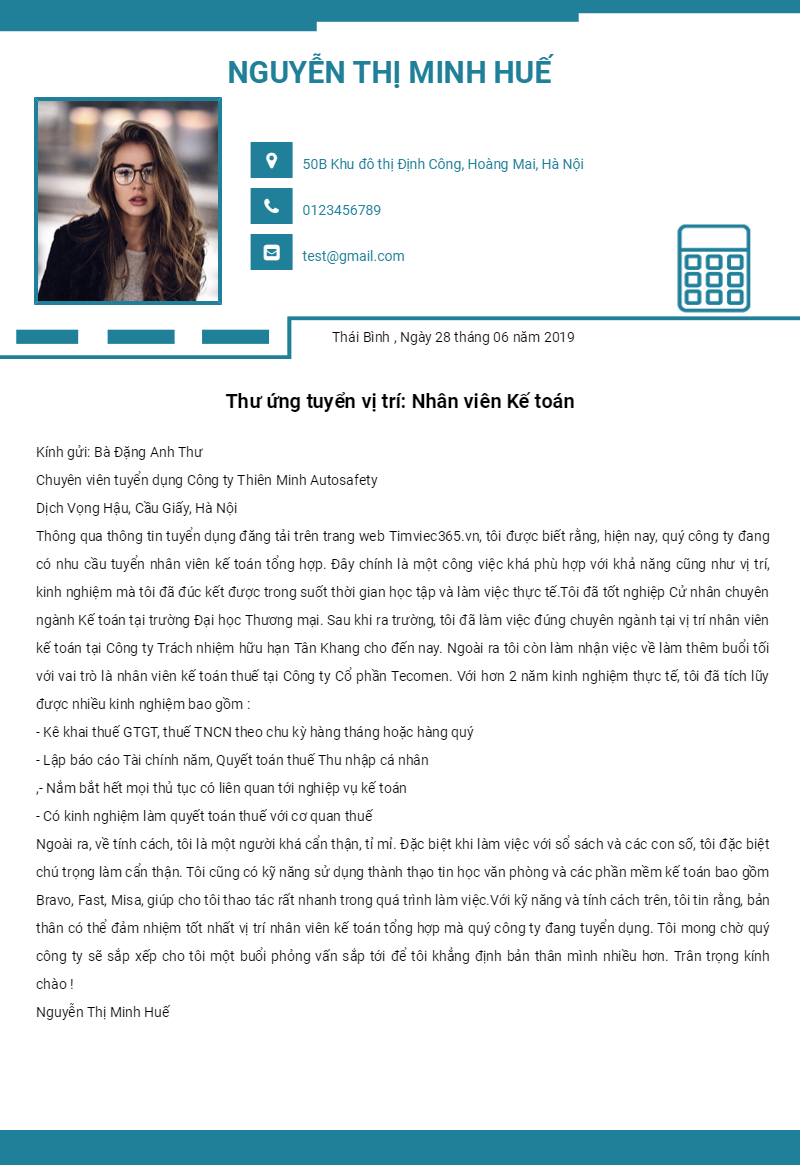 NGUYỄN THỊ MINH HUẾ
50B Khu đô thị Định Công, Hoàng Mai, Hà Nội
0123456789
test@gmail.com
Thái Bình , Ngày 28 tháng 06 năm 2019
Thư ứng tuyển vị trí: Nhân viên Kế toán
Kính gửi: Bà Đặng Anh Thư
Chuyên viên tuyển dụng Công ty Thiên Minh Autosafety
Dịch Vọng Hậu, Cầu Giấy, Hà Nội
Thông qua thông tin tuyển dụng đăng tải trên trang web Timviec365.vn, tôi được biết rằng, hiện nay, quý công ty đang
có nhu cầu tuyển nhân viên kế toán tổng hợp. Đây chính là một công việc khá phù hợp với khả năng cũng như vị trí,
kinh nghiệm mà tôi đã đúc kết được trong suốt thời gian học tập và làm việc thực tế.Tôi đã tốt nghiệp Cử nhân chuyên
ngành Kế toán tại trường Đại học Thương mại. Sau khi ra trường, tôi đã làm việc đúng chuyên ngành tại vị trí nhân viên
kế toán tại Công ty Trách nhiệm hữu hạn Tân Khang cho đến nay. Ngoài ra tôi còn làm nhận việc về làm thêm buổi tối
với vai trò là nhân viên kế toán thuế tại Công ty Cổ phần Tecomen. Với hơn 2 năm kinh nghiệm thực tế, tôi đã tích lũy
được nhiều kinh nghiệm bao gồm :
- Kê khai thuế GTGT, thuế TNCN theo chu kỳ hàng tháng hoặc hàng quý
- Lập báo cáo Tài chính năm, Quyết toán thuế Thu nhập cá nhân
,- Nắm bắt hết mọi thủ tục có liên quan tới nghiệp vụ kế toán
- Có kinh nghiệm làm quyết toán thuế với cơ quan thuế
Ngoài ra, về tính cách, tôi là một người khá cẩn thận, tỉ mỉ. Đặc biệt khi làm việc với sổ sách và các con số, tôi đặc biệt
chú trọng làm cẩn thận. Tôi cũng có kỹ năng sử dụng thành thạo tin học văn phòng và các phần mềm kế toán bao gồm
Bravo, Fast, Misa, giúp cho tôi thao tác rất nhanh trong quá trình làm việc.Với kỹ năng và tính cách trên, tôi tin rằng, bản
thân có thể đảm nhiệm tốt nhất vị trí nhân viên kế toán tổng hợp mà quý công ty đang tuyển dụng. Tôi mong chờ quý
công ty sẽ sắp xếp cho tôi một buổi phỏng vấn sắp tới để tôi khẳng định bản thân mình nhiều hơn. Trân trọng kính
chào !
Nguyễn Thị Minh Huế